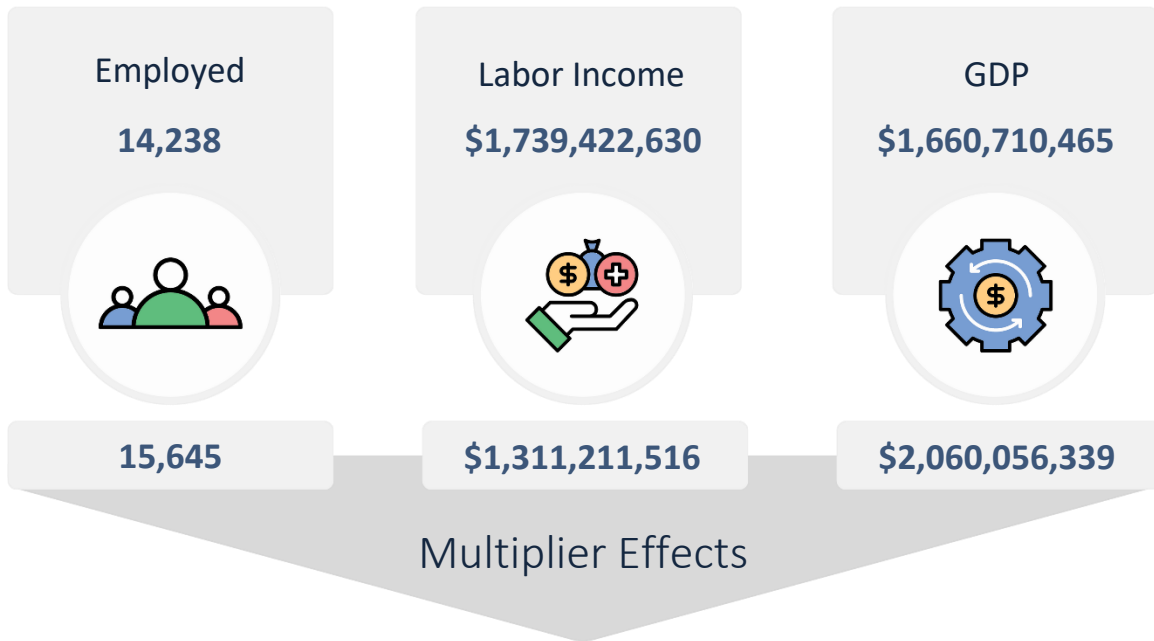 Employed
14,238
Labor Income
$1,739,422,630
GDP
$1,660,710,465
$
$
15,645
$1,311,211,516
$2,060,056,339
Multiplier Effects